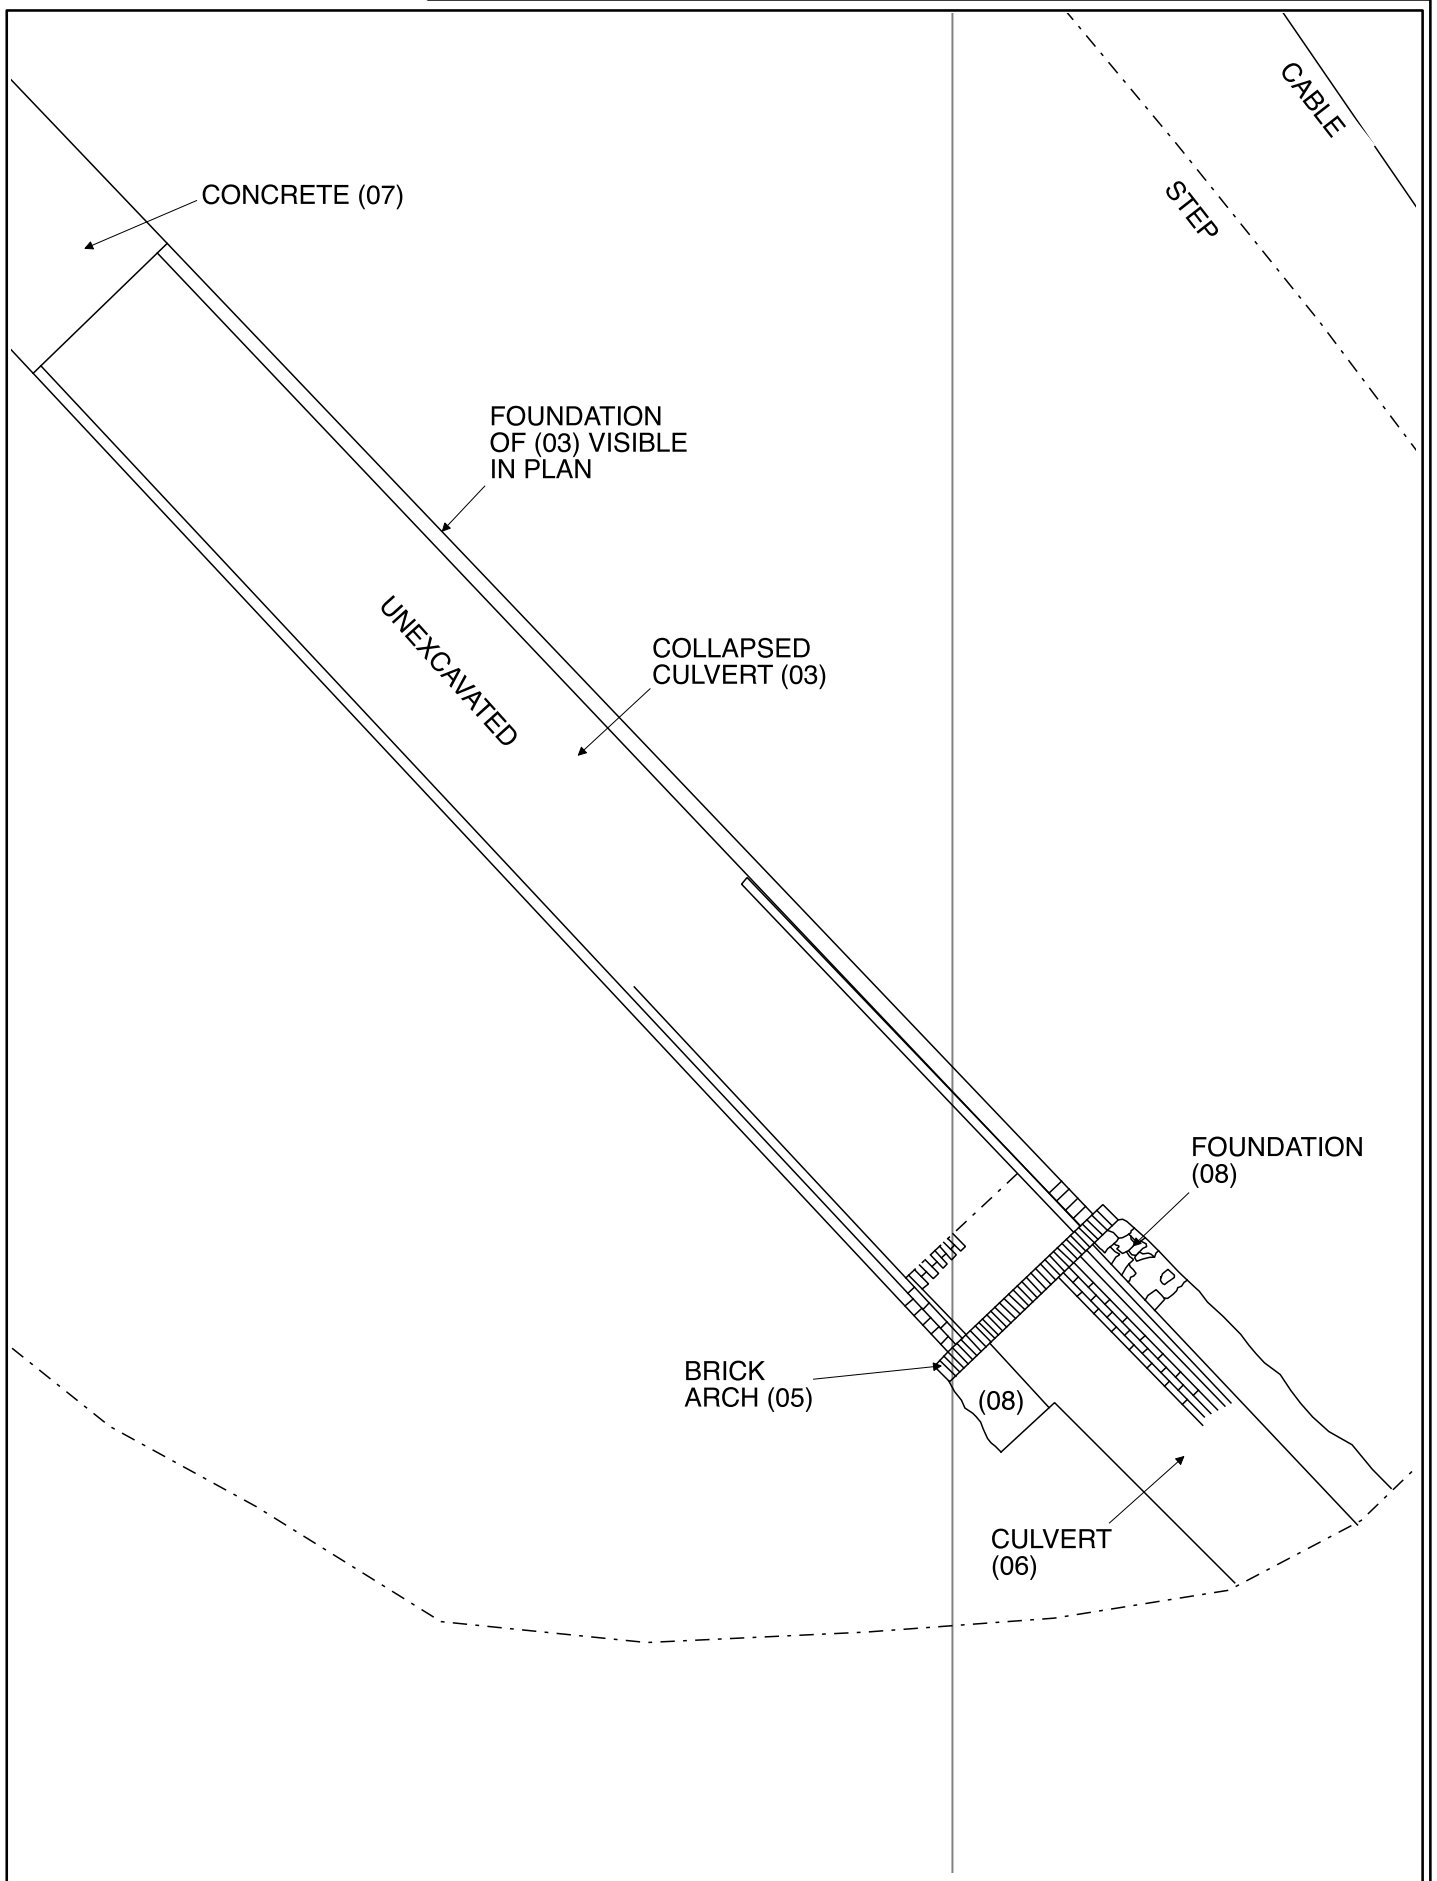 CABLE
STEP
CONCRETE (07)
FOUNDATION
OF (03) VISIBLE
IN PLAN
UNEXCAVATED
COLLAPSED
CULVERT (03)
FOUNDATION
(08)
BRICK
ARCH (05)
(08)
CULVERT
(06)